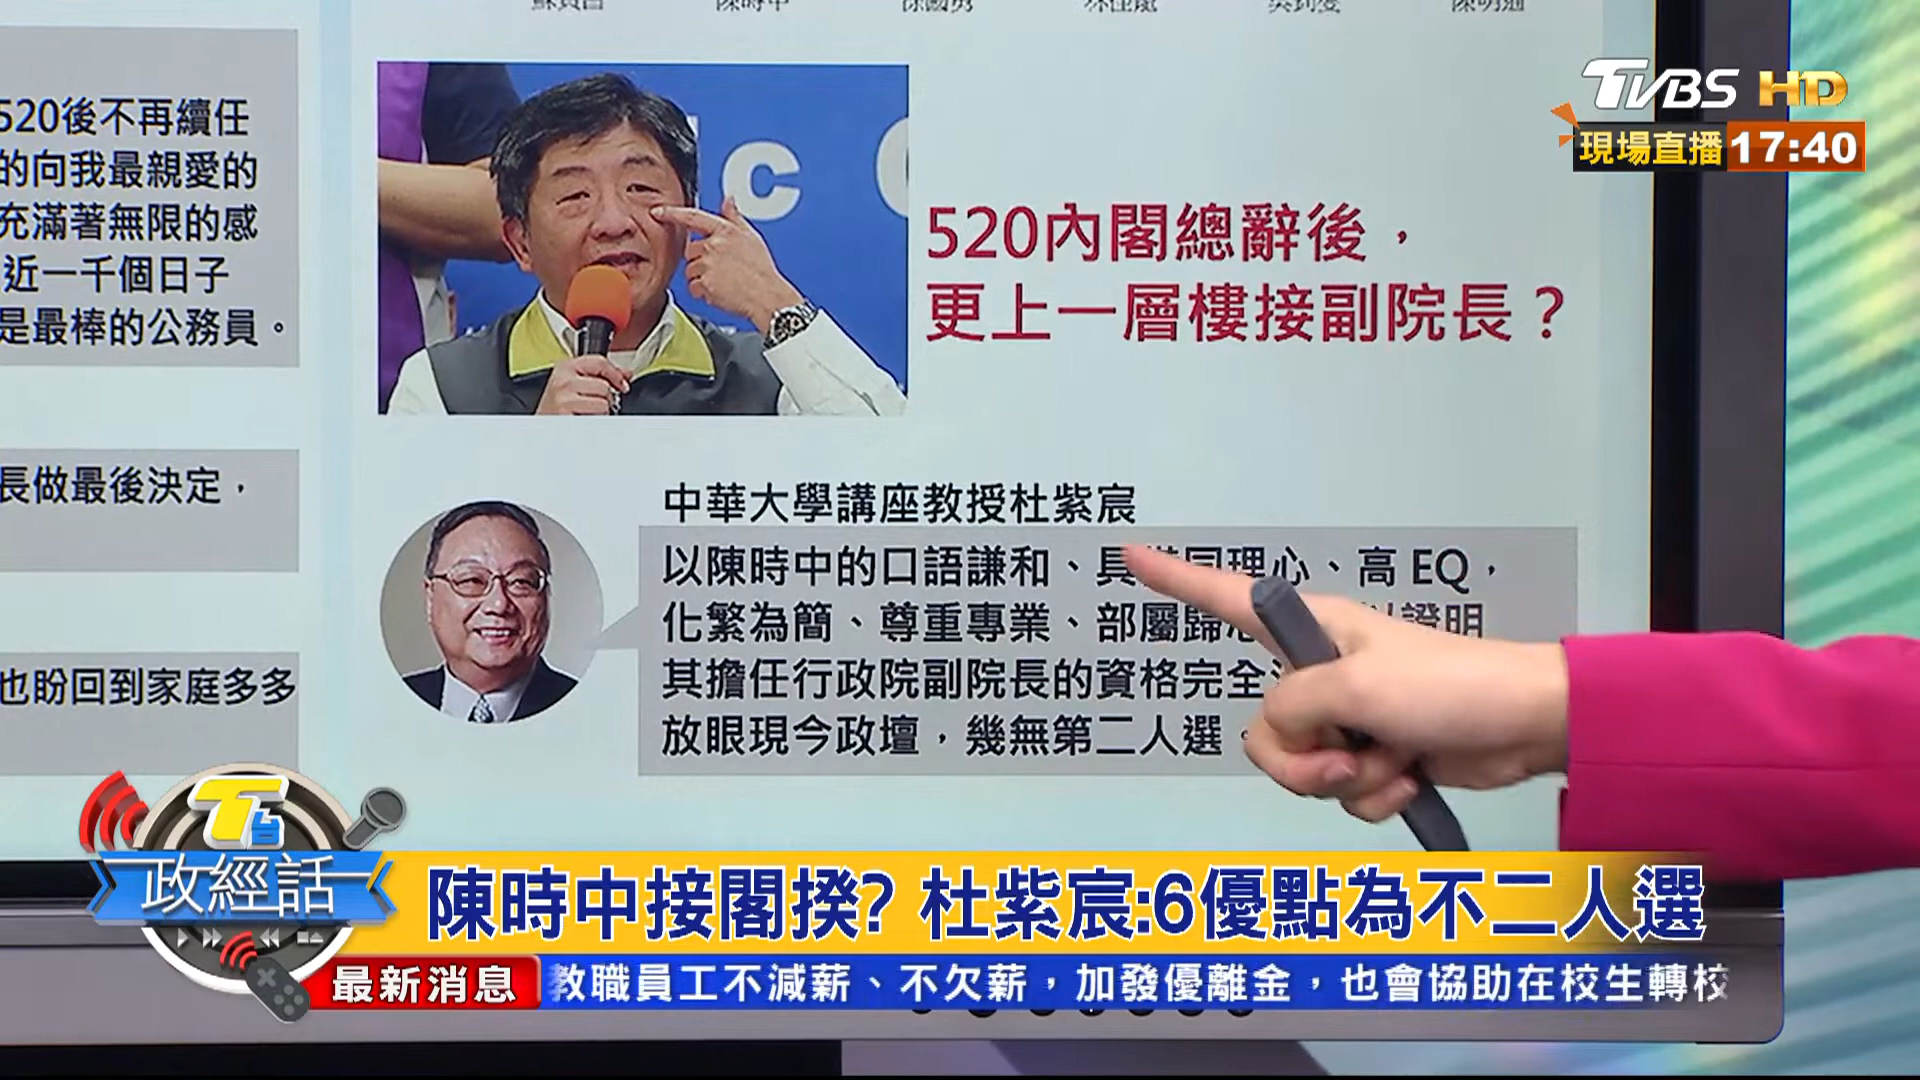 TVBS HD
現場直播 17:40
520後不再續任
的向我最親愛的
充滿著無限的感
近一千個日子
是最棒的公務員。
長做最後決定，
也盼回到家庭多多
520內閣總辭後，
更上一層樓接副院長？
中華大學講座教授杜紫宸
以陳時中的口語謙和、具備同理心、高 EQ，
化繁為簡、尊重專業、部屬歸心 證明
其擔任行政院副院長的資格完全
放眼現今政壇，幾無第二人選。
T台
政經話
陳時中接閣揆? 杜紫宸:6優點為不二人選
最新消息 教職員工不減薪、不欠薪，加發優離金，也會協助在校生轉校